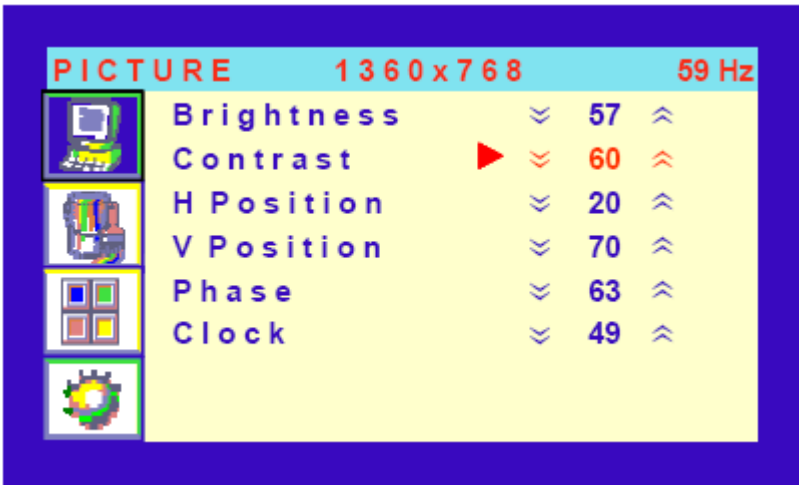 PICTURE 1360x768 59 Hz
Brightness 57
Contrast 60
H Position 20
V Position 70
Phase 63
Clock 49